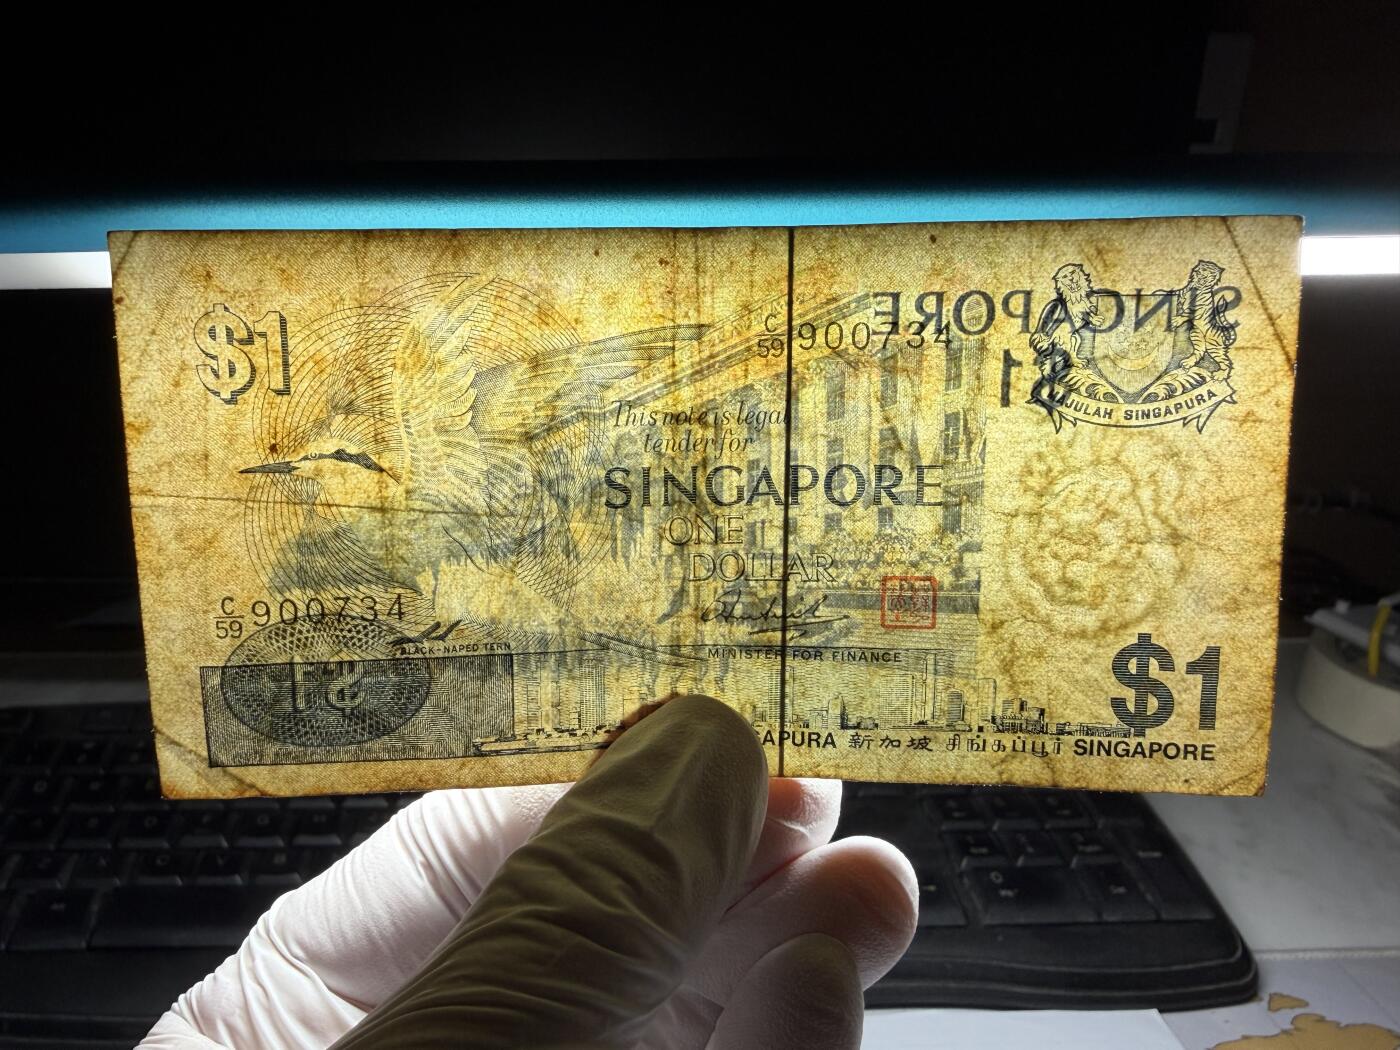 $1
C/59 900734
SINGAPORE
$1
MAJULAH SINGAPURA
This note is legal
tender for
SINGAPORE
ONE
DOLLAR
C/59 900734
BLACK-NAPED TERN
MINISTER FOR FINANCE
$1
$1
APURA 新加坡 சிங்கப்பூர் SINGAPORE